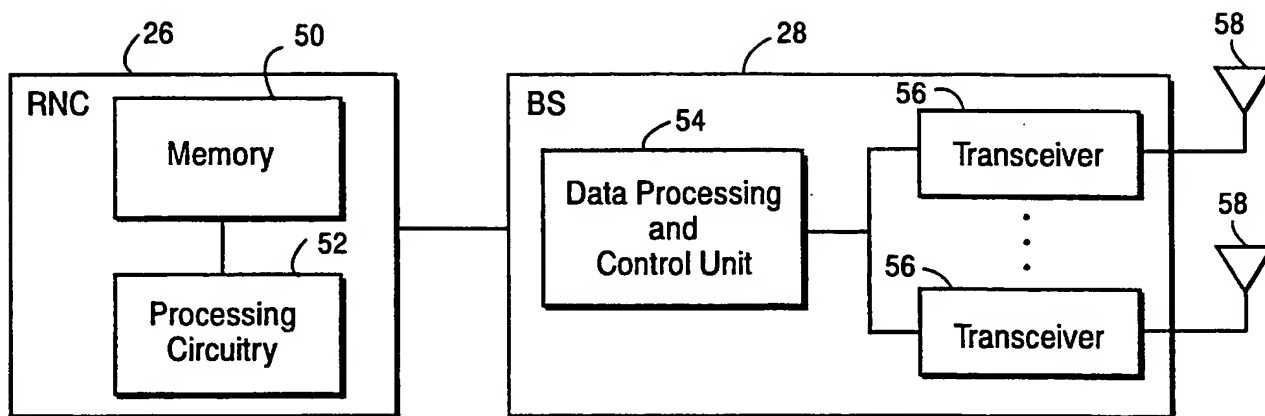 26
50
28
58
RNC
Memory
52
Processing
Circuitry
BS
54
Data Processing
and
Control Unit
56
Transceiver
58
56
Transceiver